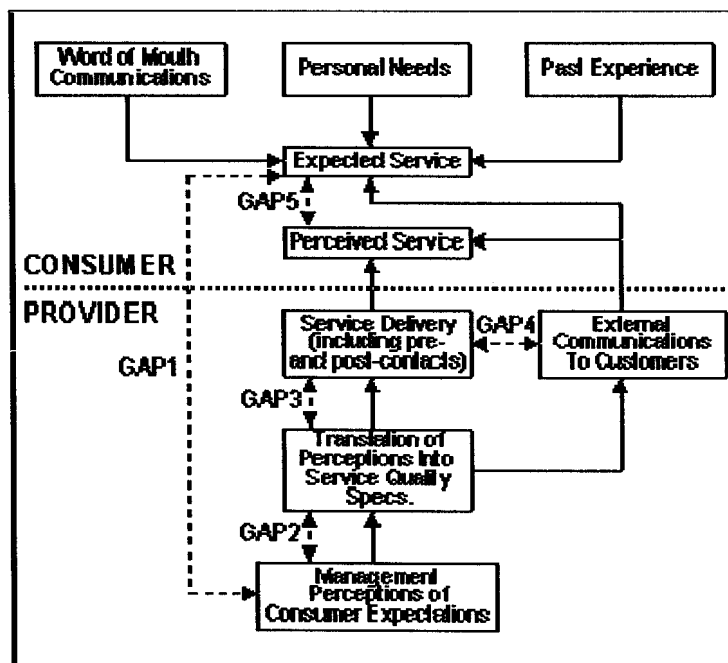 Word of Mouth
Communications
Personal Needs
Past Experience
Expected Service
GAP5
Perceived Service
CONSUMER
PROVIDER
GAP1
Service Delivery
(including pre-
and post-contacts)
GAP4
External
Communications
To Customers
GAP3
Translation of
Perceptions Into
Service Quality
Specs.
GAP2
Management
Perceptions of
Consumer Expectations